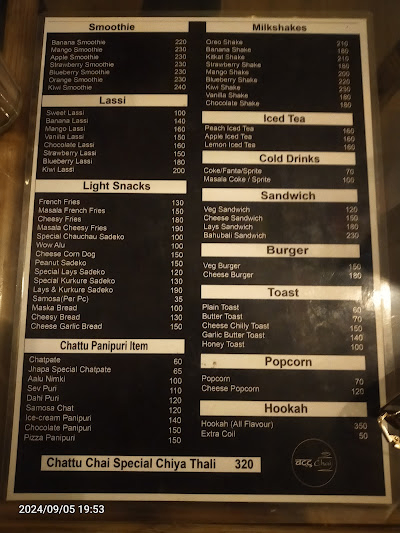 Smoothie
Banana Smoothie 220
Mango Smoothie 230
Apple Smoothie 230
Strawberry Smoothie 230
Blueberry Smoothie 230
Orange Smoothie 230
Kiwi Smoothie 240
Lassi
Sweet Lassi 100
Banana Lassi 140
Mango Lassi 160
Vanilla Lassi 150
Chocolate Lassi 160
Strawberry Lassi 150
Blueberry Lassi 180
Kiwi Lassi 200
Light Snacks
French Fries 130
Masala French Fries 150
Cheesy Fries 180
Masala Cheesy Fries 190
Special Chauchau Sadeko 100
Wow Alu 100
Cheese Corn Dog 150
Peanut Sadeko 150
Special Lays Sadeko 120
Special Kurkure Sadeko 130
Lays & Kurkure Sadeko 190
Samosa(Per Pc) 35
Maska Bread 100
Cheesy Bread 130
Cheese Garlic Bread 150
Chattu Panipuri Item
Chatpate 60
Jhapa Special Chatpate 65
Aalu Nimki 100
Sev Puri 110
Dahi Puri 120
Samosa Chat 120
Ice-cream Panipuri 140
Chocolate Panipuri 150
Pizza Panipuri 150
Milkshakes
Oreo Shake 210
Banana Shake 180
Kitkat Shake 210
Strawberry Shake 180
Mango Shake 200
Blueberry Shake 220
Kiwi Shake 230
Vanilla Shake 180
Chocolate Shake 180
Iced Tea
Peach Iced Tea 160
Apple Iced Tea 160
Lemon Iced Tea 160
Cold Drinks
Coke/Fanta/Sprite 70
Masala Coke / Sprite 100
Sandwich
Veg Sandwich 120
Cheese Sandwich 150
Lays Sandwich 180
Bahubali Sandwich 230
Burger
Veg Burger 150
Cheese Burger 180
Toast
Plain Toast 60
Butter Toast 70
Cheese Chilly Toast 150
Garlic Butter Toast 140
Honey Toast 100
Popcorn
Popcorn 70
Cheese Popcorn 120
Hookah
Hookah (All Flavour) 350
Extra Coil 50
Chattu Chai Special Chiya Thali 320
2024/09/05 19:53